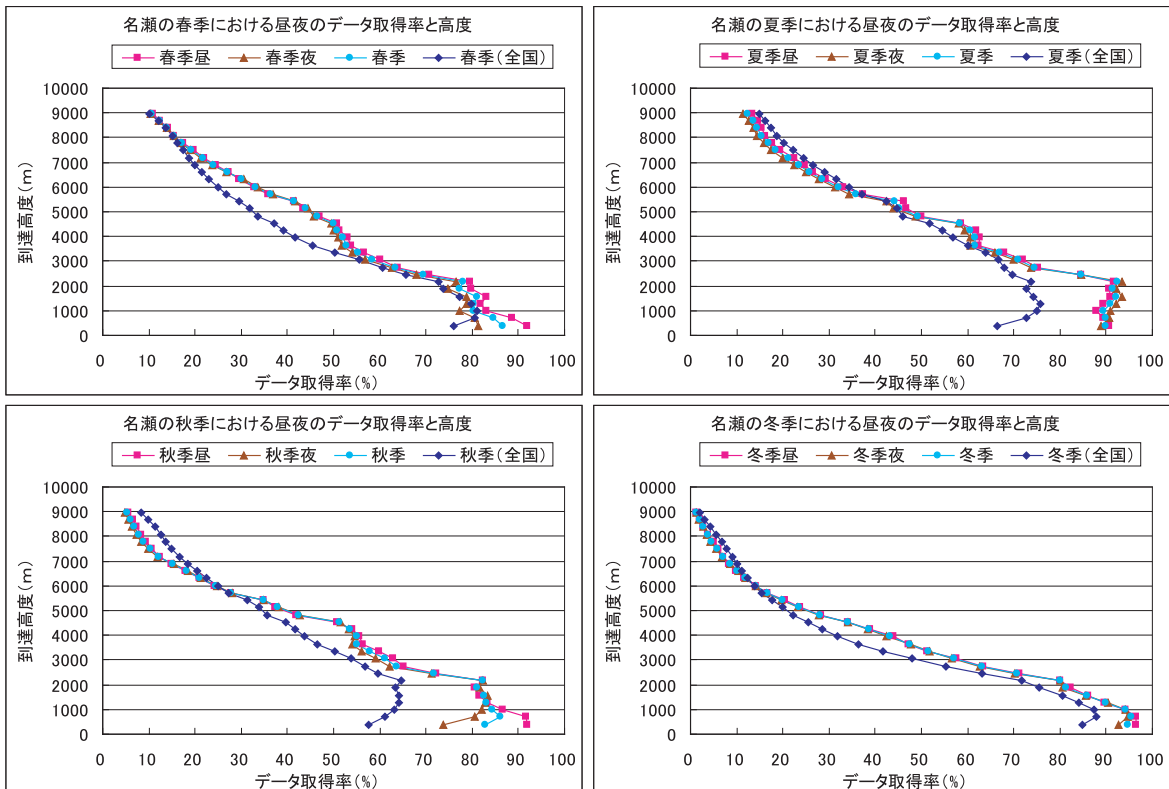 名瀬の春季における昼夜のデータ取得率と高度
春季昼 春季夜 春季 春季(全国)
到達高度(m)
10000
9000
8000
7000
6000
5000
4000
3000
2000
1000
0
0 10 20 30 40 50 60 70 80 90 100
データ取得率(%)
名瀬の夏季における昼夜のデータ取得率と高度
夏季昼 夏季夜 夏季 夏季(全国)
到達高度(m)
10000
9000
8000
7000
6000
5000
4000
3000
2000
1000
0
0 10 20 30 40 50 60 70 80 90 100
データ取得率(%)
名瀬の秋季における昼夜のデータ取得率と高度
秋季昼 秋季夜 秋季 秋季(全国)
到達高度(m)
10000
9000
8000
7000
6000
5000
4000
3000
2000
1000
0
0 10 20 30 40 50 60 70 80 90 100
データ取得率(%)
名瀬の冬季における昼夜のデータ取得率と高度
冬季昼 冬季夜 冬季 冬季(全国)
到達高度(m)
10000
9000
8000
7000
6000
5000
4000
3000
2000
1000
0
0 10 20 30 40 50 60 70 80 90 100
データ取得率(%)